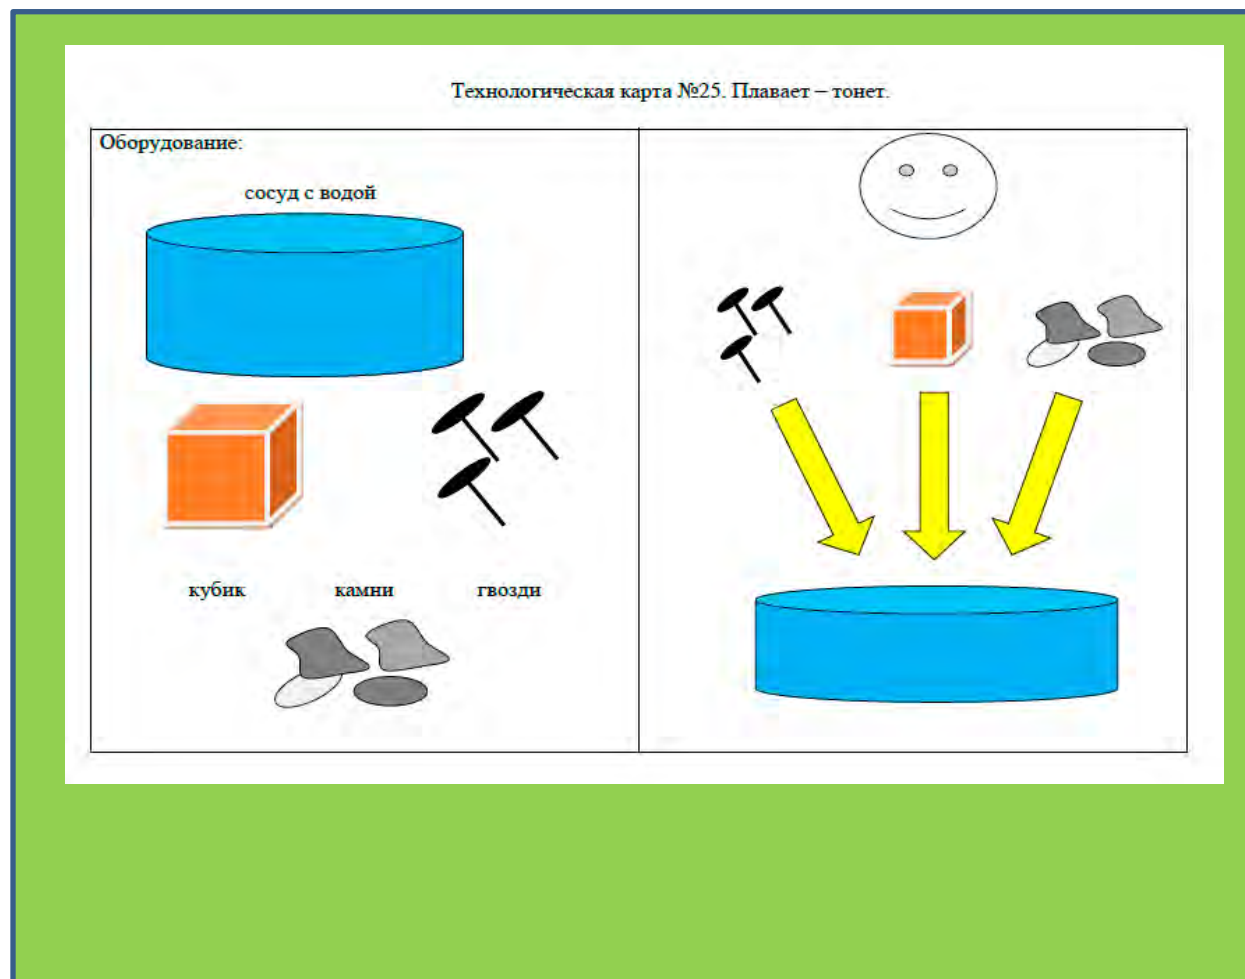 Технологическая карта №25. Плавает – тонет.
Оборудование:
сосуд с водой
кубик камни гвозди